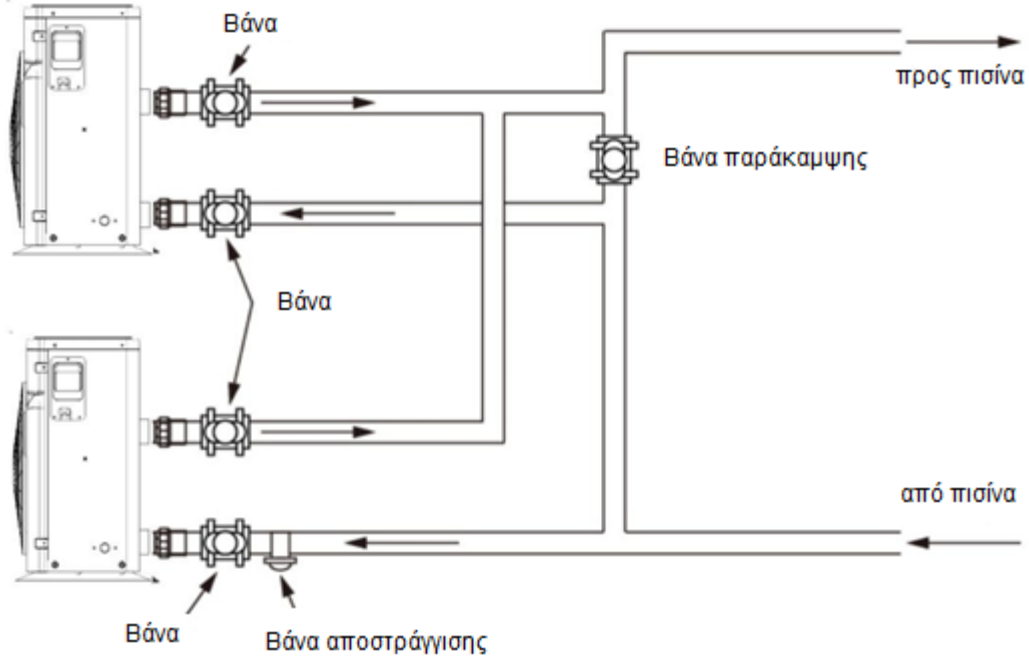 Βάνα
προς πισίνα
Βάνα παράκαμψης
Βάνα
από πισίνα
Βάνα
Βάνα αποστράγγισης